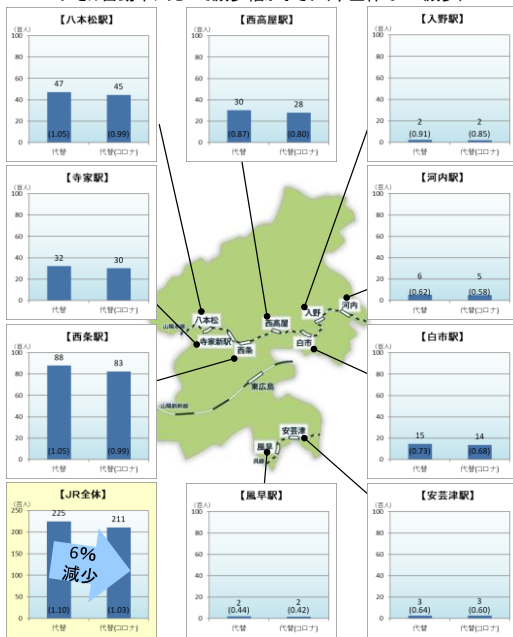 【八本松駅】
(百人)
100
80
60
40
20
0
47
45
(1.05)
(0.99)
代替
代替(コロナ)
【西高屋駅】
(百人)
100
80
60
40
20
0
30
28
(0.87)
(0.80)
代替
代替(コロナ)
【入野駅】
(百人)
100
80
60
40
20
0
2
2
(0.91)
(0.85)
代替
代替(コロナ)
【寺家駅】
(百人)
100
80
60
40
20
0
32
30
代替
代替(コロナ)
【河内駅】
(百人)
100
80
60
40
20
0
6
5
(0.62)
(0.58)
代替
代替(コロナ)
山陽本線
八本松
寺家新駅
西条
西高屋
白市
入野
河内
東広島
山陽新幹線
安芸津
風早
呉線
【西条駅】
(百人)
100
80
60
40
20
0
88
83
(1.05)
(0.99)
代替
代替(コロナ)
【白市駅】
(百人)
100
80
60
40
20
0
15
14
(0.73)
(0.68)
代替
代替(コロナ)
【JR全体】
(百人)
250
200
150
100
50
0
225
211
6%
減少
(1.10)
(1.03)
代替
代替(コロナ)
【風早駅】
(百人)
100
80
60
40
20
0
2
2
(0.44)
(0.42)
代替
代替(コロナ)
【安芸津駅】
(百人)
100
80
60
40
20
0
3
3
(0.64)
(0.60)
代替
代替(コロナ)